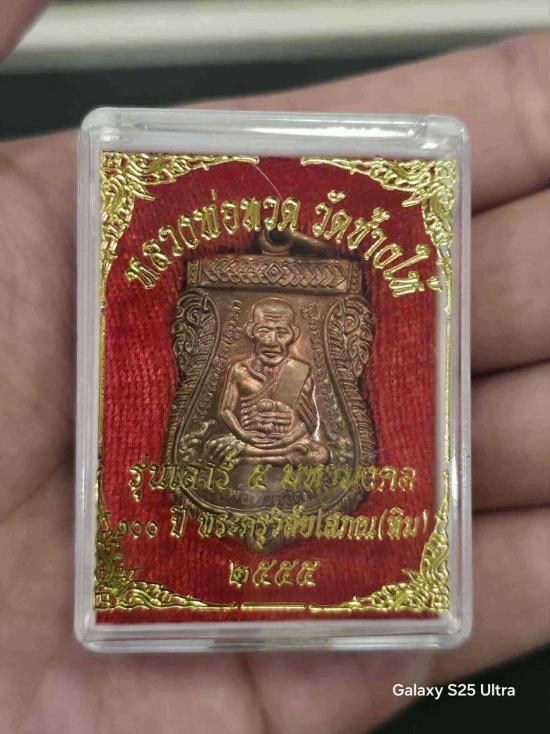 หลวงพ่อทวด วัดช้างให้
รุ่นเสาร์ ๕ มหามงคล
๑๐๐ ปี พระครูวิสัยโสภณ(ทิม)
๒๕๕๕
Galaxy S25 Ultra